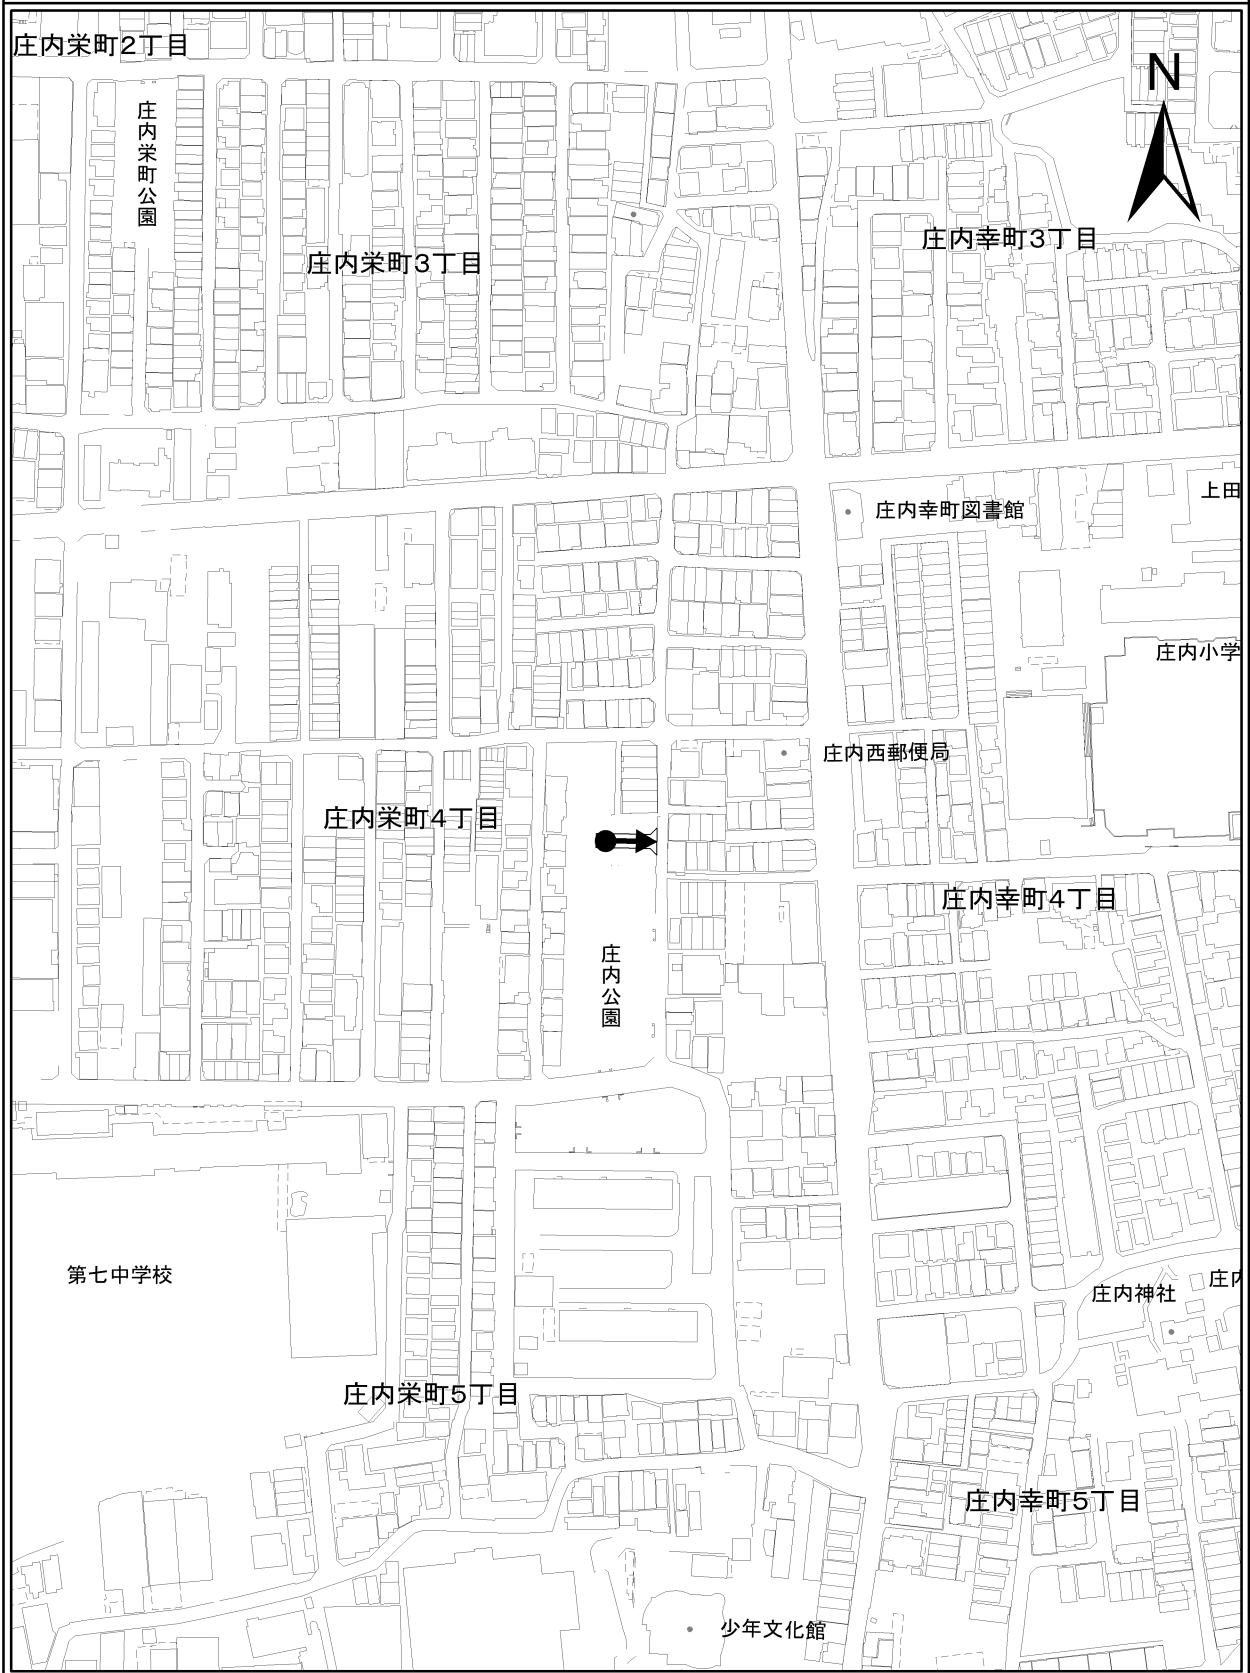 庄内栄町2丁目
N
庄内栄町公園
庄内幸町3丁目
庄内栄町3丁目
上田
庄内幸町図書館
庄内小学
庄内西郵便局
庄内栄町4丁目
庄内幸町4丁目
庄内公園
第七中学校
庄内
庄内神社
庄内栄町5丁目
庄内幸町5丁目
少年文化館